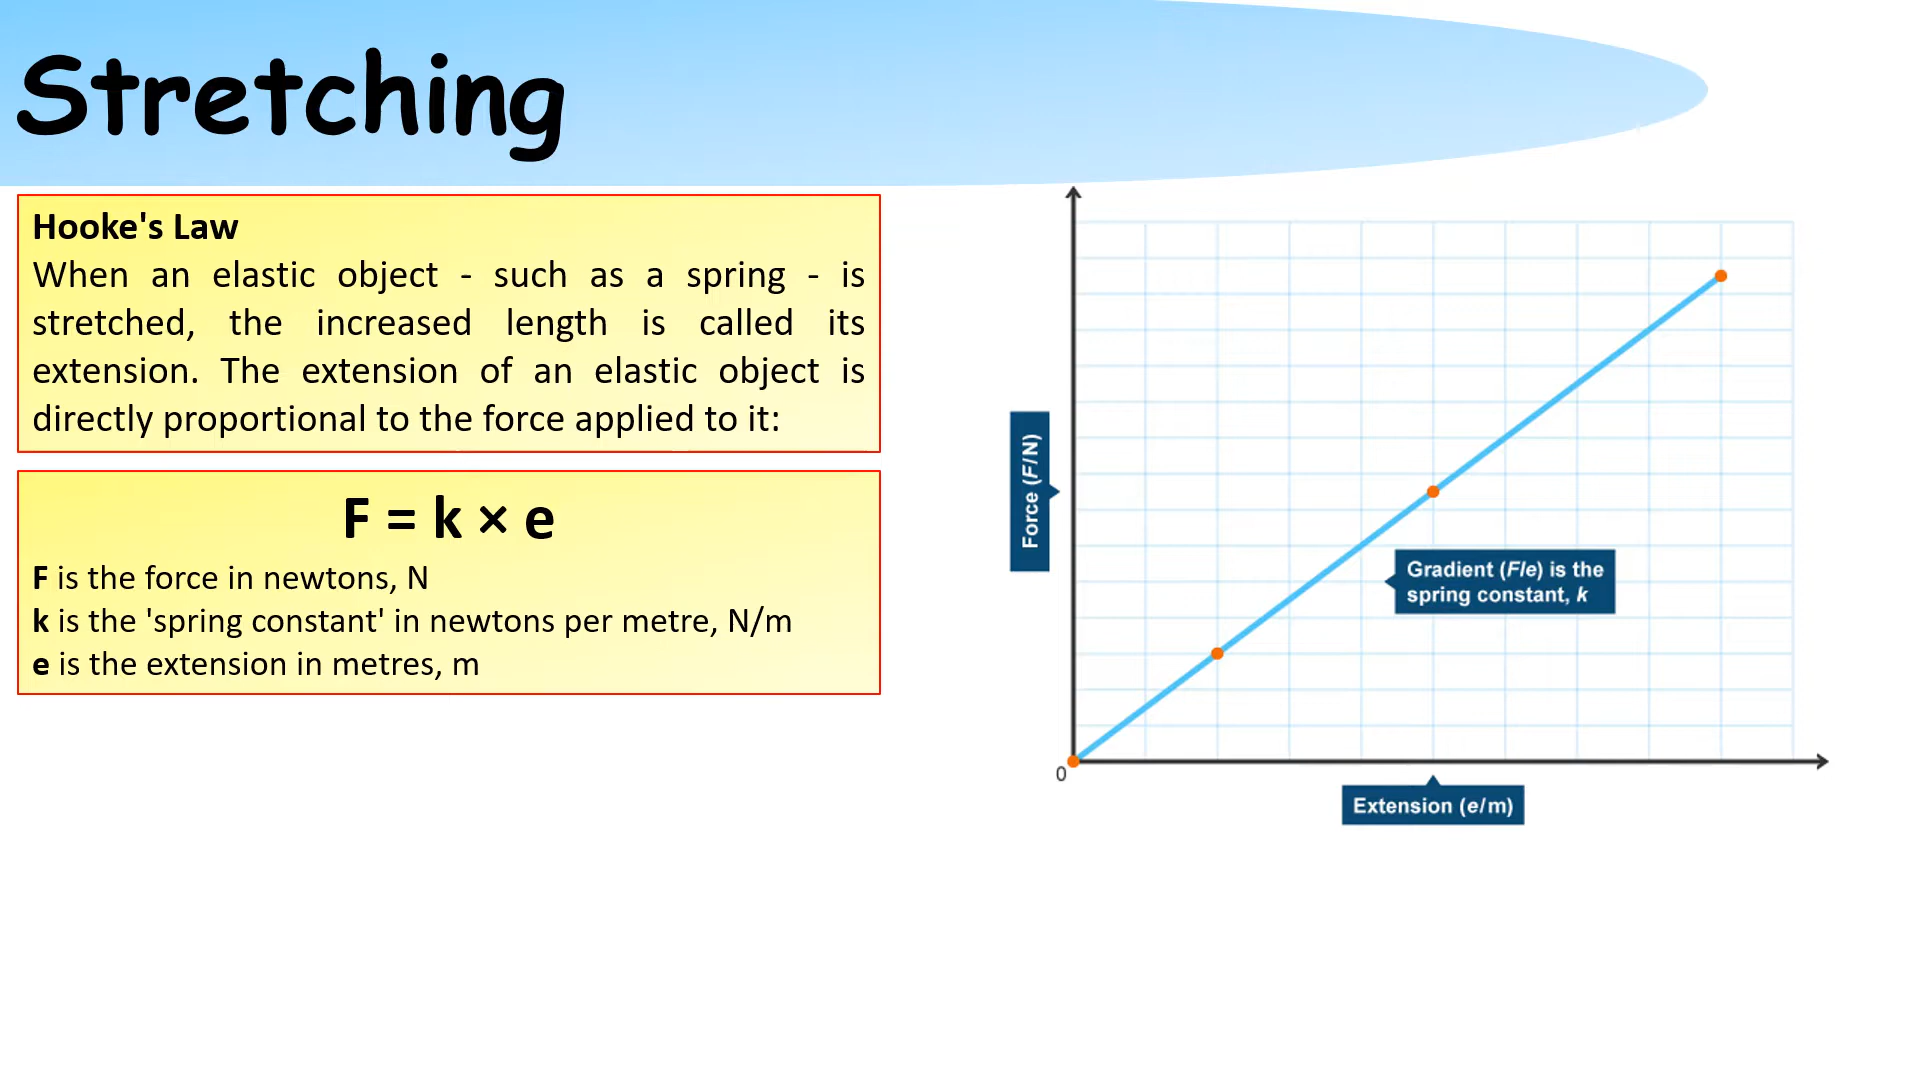 Stretching
Hooke's Law
When an elastic object - such as a spring - is
stretched, the increased length is called its
extension. The extension of an elastic object is
directly proportional to the force applied to it:
F = k × e
F is the force in newtons, N
k is the 'spring constant' in newtons per metre, N/m
e is the extension in metres, m
Force (F/N)
Gradient (F/e) is the
spring constant, k
0
Extension (e/m)